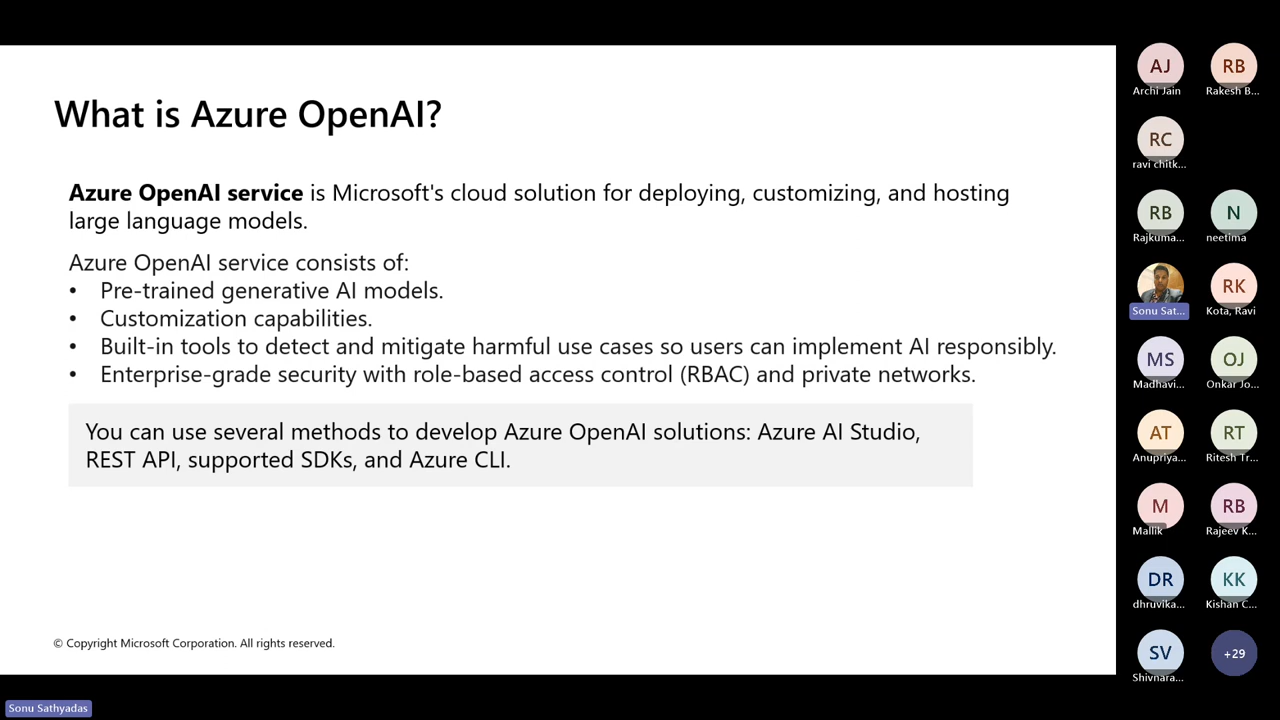 What is Azure OpenAI?
Azure OpenAI service is Microsoft's cloud solution for deploying, customizing, and hosting
large language models.
Azure OpenAI service consists of:
• Pre-trained generative AI models.
• Customization capabilities.
• Built-in tools to detect and mitigate harmful use cases so users can implement AI responsibly.
• Enterprise-grade security with role-based access control (RBAC) and private networks.
You can use several methods to develop Azure OpenAI solutions: Azure AI Studio,
REST API, supported SDKs, and Azure CLI.
© Copyright Microsoft Corporation. All rights reserved.
Sonu Sathyadas
AJ RB
Archi Jain Rakesh B...
RC
ravi chitk...
RB N
Rajkuma... neetima
RK
Sonu Sat... Kota, Ravi
MS OJ
Madhavi... Onkar Jo...
AT RT
Anupriya... Ritesh Tr...
M RB
Mallik Rajeev K...
DR KK
dhruvika... Kishan C...
SV +29
Shivnara...